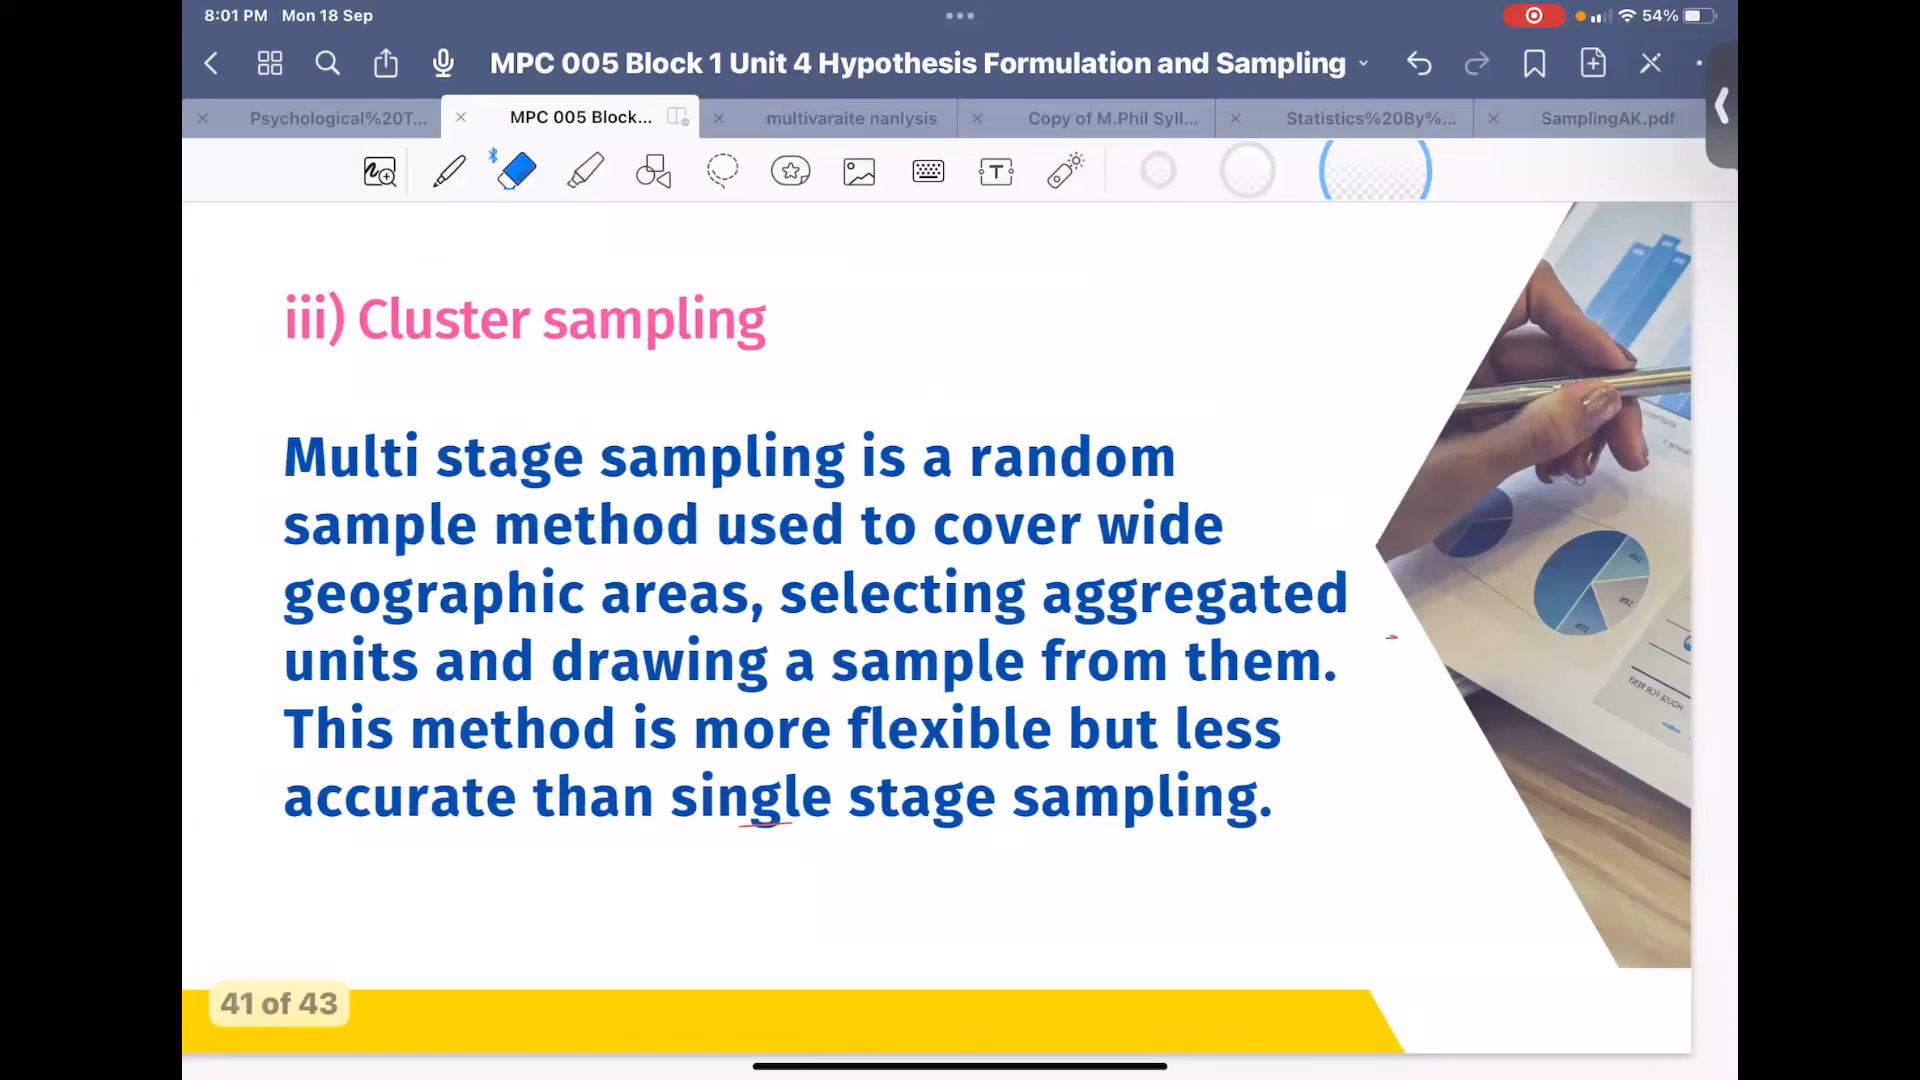 8:01 PM Mon 18 Sep
54%
MPC 005 Block 1 Unit 4 Hypothesis Formulation and Sampling
Psychological%20T...
MPC 005 Block...
multivaraite nanlysis
Copy of M.Phil Syll...
Statistics%20By%...
SamplingAK.pdf
iii) Cluster sampling
Multi stage sampling is a random
sample method used to cover wide
geographic areas, selecting aggregated
units and drawing a sample from them.
This method is more flexible but less
accurate than single stage sampling.
41 of 43